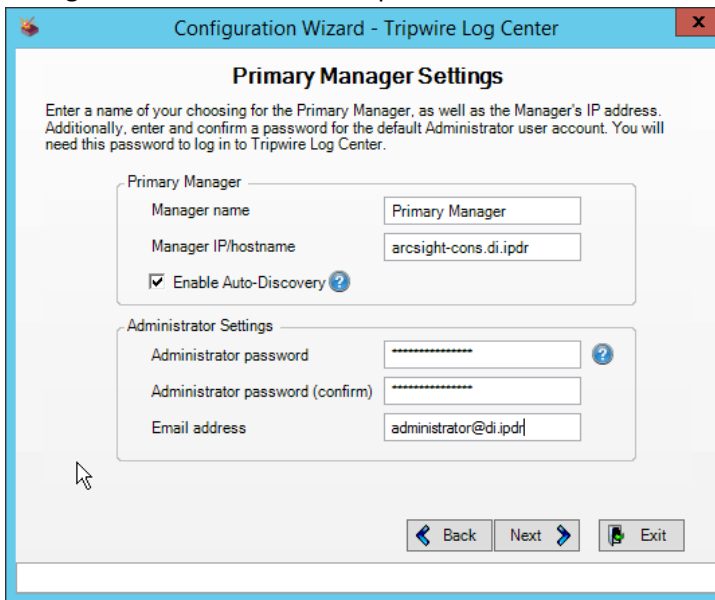 Configuration Wizard - Tripwire Log Center
x
Primary Manager Settings
Enter a name of your choosing for the Primary Manager, as well as the Manager's IP address.
Additionally, enter and confirm a password for the default Administrator user account. You will
need this password to log in to Tripwire Log Center.
Primary Manager
Manager name Primary Manager
Manager IP/hostname arcsight-cons.di.ipdr
Enable Auto-Discovery ?
Administrator Settings
Administrator password *************** ?
Administrator password (confirm) ***************
Email address administrator@di.ipdr
Back Next Exit